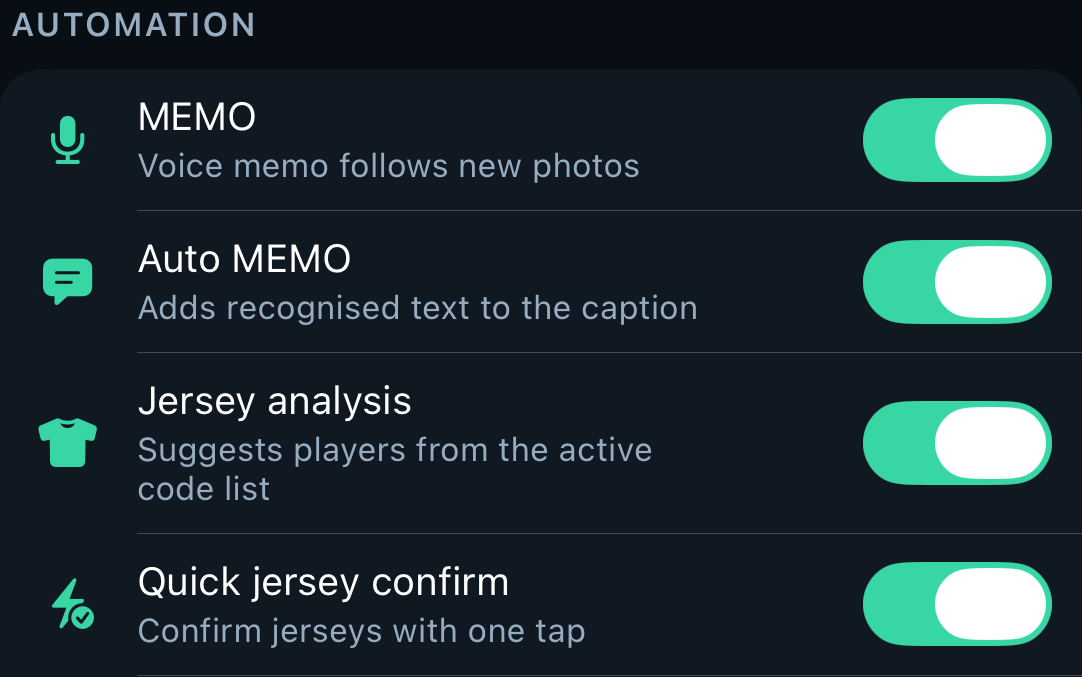 AUTOMATION
MEMO
Voice memo follows new photos
Auto MEMO
Adds recognised text to the caption
Jersey analysis
Suggests players from the active
code list
Quick jersey confirm
Confirm jerseys with one tap